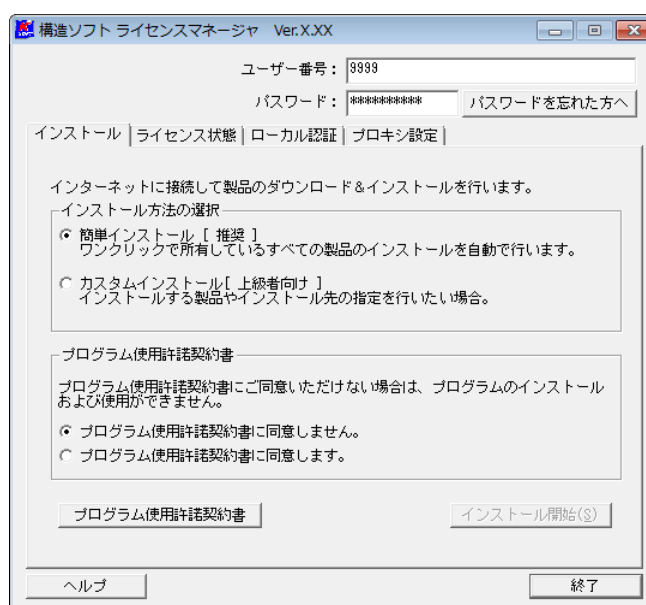 構造ソフト ライセンスマネージャ Ver.X.XX
ユーザー番号： 9999
パスワード： ********** パスワードを忘れた方へ
インストール ライセンス状態 ローカル認証 プロキシ設定
インターネットに接続して製品のダウンロード＆インストールを行います。
インストール方法の選択
簡単インストール [ 推奨 ]
ワンクリックで所有しているすべての製品のインストールを自動で行います。
カスタムインストール[ 上級者向け ]
インストールする製品やインストール先の指定を行いたい場合。
プログラム使用許諾契約書
プログラム使用許諾契約書にご同意いただけない場合は、プログラムのインストール
および使用ができません。
プログラム使用許諾契約書に同意しません。
プログラム使用許諾契約書に同意します。
プログラム使用許諾契約書 インストール開始(S)
ヘルプ 終了